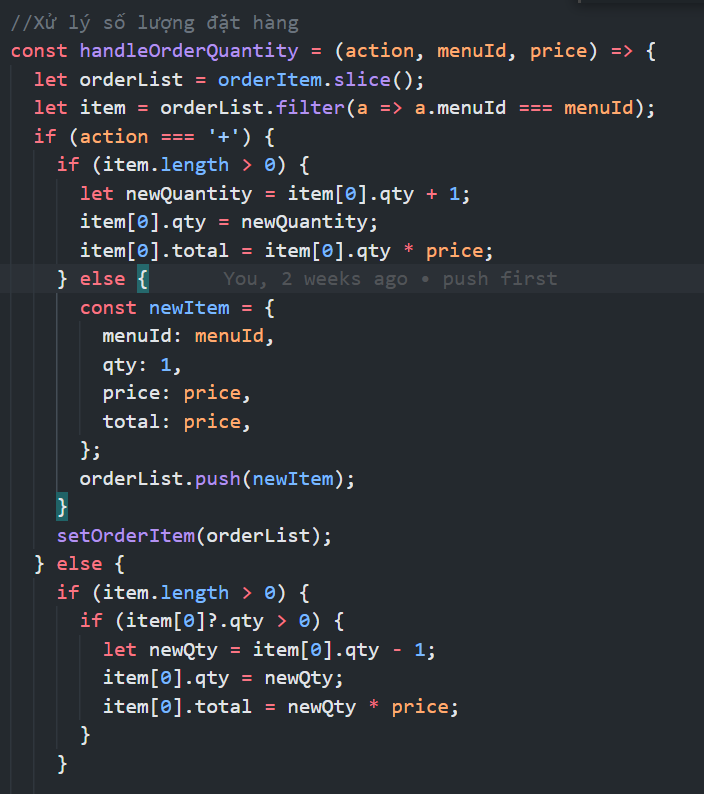 //Xử lý số lượng đặt hàng
const handleOrderQuantity = (action, menuId, price) => {
  let orderList = orderItem.slice();
  let item = orderList.filter(a => a.menuId === menuId);
  if (action === '+') {
    if (item.length > 0) {
      let newQuantity = item[0].qty + 1;
      item[0].qty = newQuantity;
      item[0].total = item[0].qty * price;
    } else {       You, 2 weeks ago • push first
      const newItem = {
        menuId: menuId,
        qty: 1,
        price: price,
        total: price,
      };
      orderList.push(newItem);
    }
    setOrderItem(orderList);
  } else {
    if (item.length > 0) {
      if (item[0]?.qty > 0) {
        let newQty = item[0].qty - 1;
        item[0].qty = newQty;
        item[0].total = newQty * price;
      }
    }